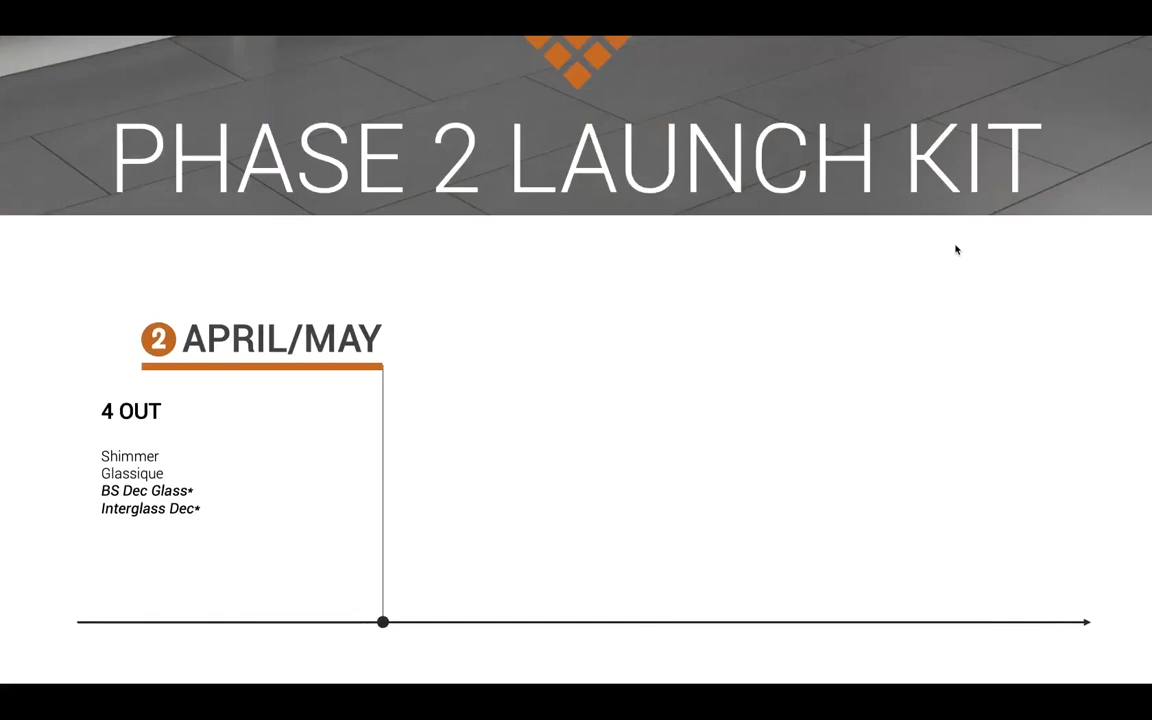 PHASE 2 LAUNCH KIT
2 APRIL/MAY
4 OUT
Shimmer
Glassique
BS Dec Glass*
Interglass Dec*